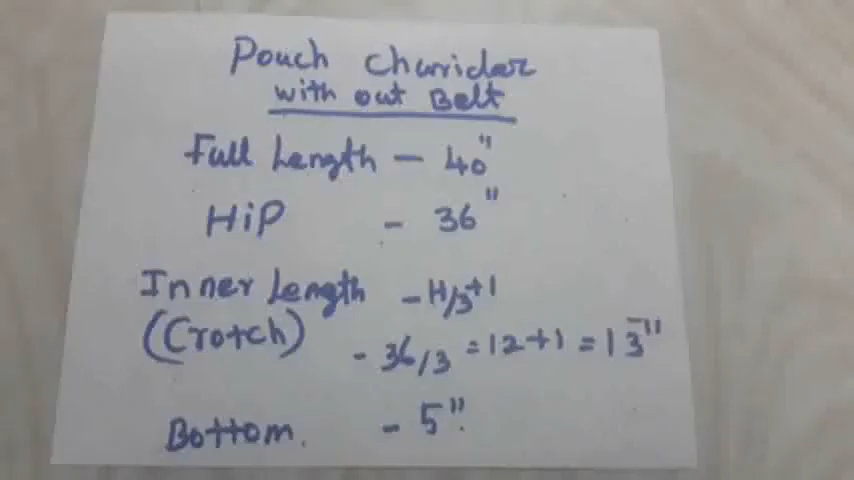 Pouch Churridar
with out Belt
Full Length - 40"
HiP - 36"
Inner Length - H/3+1
(Crotch) - 36/3 = 12+1 = 13"
Bottom. - 5".